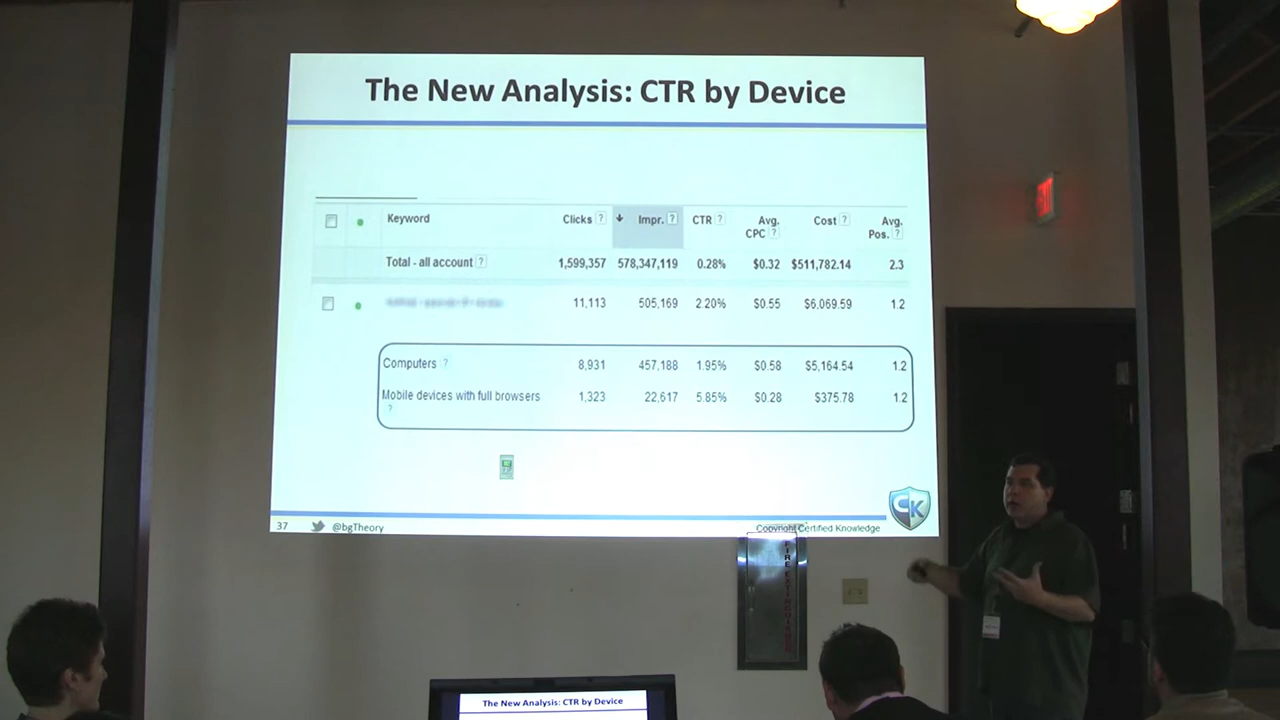 The New Analysis: CTR by Device
Keyword Clicks ? Impr. ? CTR ? Avg. CPC ? Cost ? Avg. Pos. ?
Total - all account ? 1,599,357 578,347,119 0.28% $0.32 $511,782.14 2.3
11,113 505,169 2.20% $0.55 $6,069.59 1.2
Computers ? 8,931 457,188 1.95% $0.58 $5,164.54 1.2
Mobile devices with full browsers ? 1,323 22,617 5.85% $0.28 $375.78 1.2
37 @bgTheory Copyright Certified Knowledge
CK
FIRE EXTINGUISHER
The New Analysis: CTR by Device